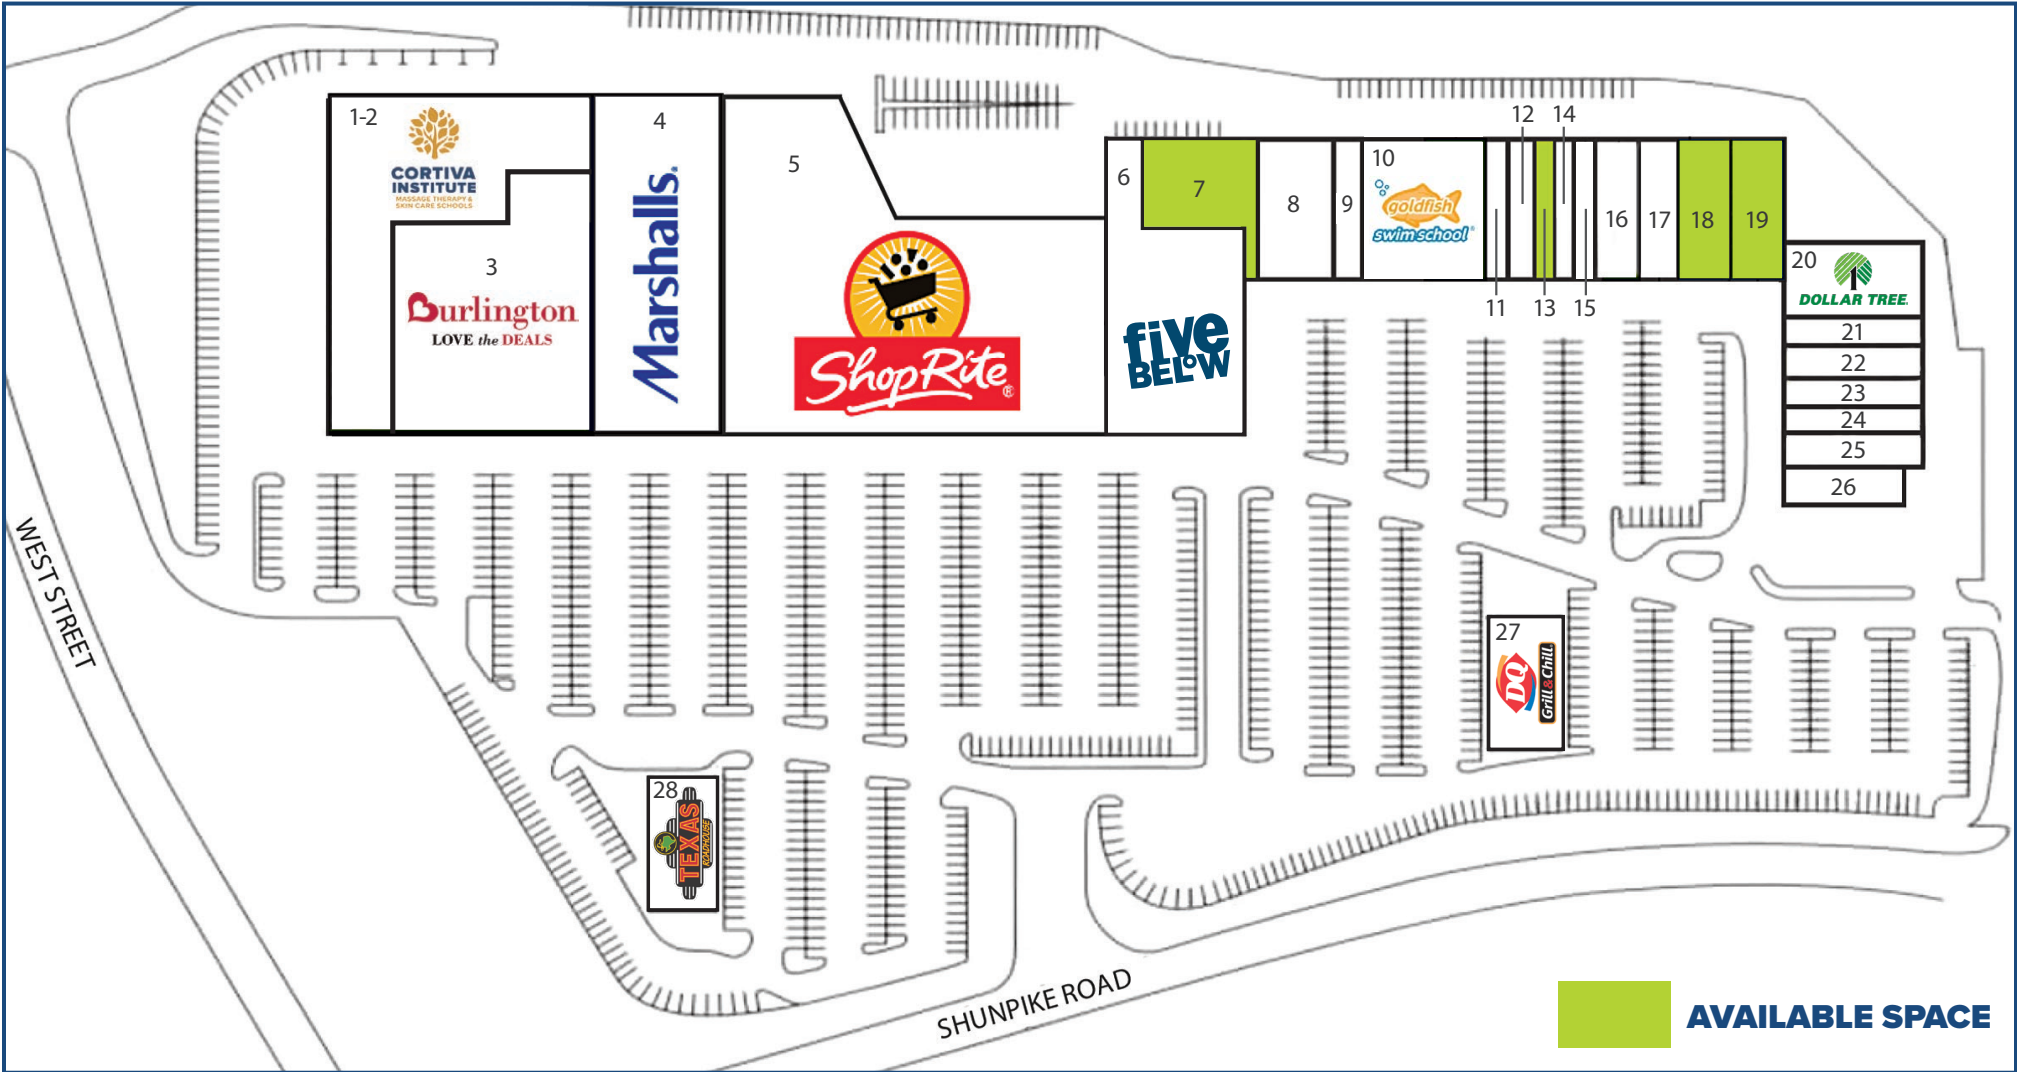 1-2
CORTIVA
INSTITUTE
MASSAGE THERAPY &
SKIN CARE SCHOOLS
3
Burlington
LOVE the DEALS
4
Marshalls.
5
ShopRite®
6
five
BELOW
7
8
9
10
goldfish
swim school®
12
14
11
13
15
16
17
18
19
20
DOLLAR TREE.
21
22
23
24
25
26
27
DQ
Grill & Chill
28
TEXAS
ROADHOUSE
WEST STREET
SHUNPIKE ROAD
AVAILABLE SPACE